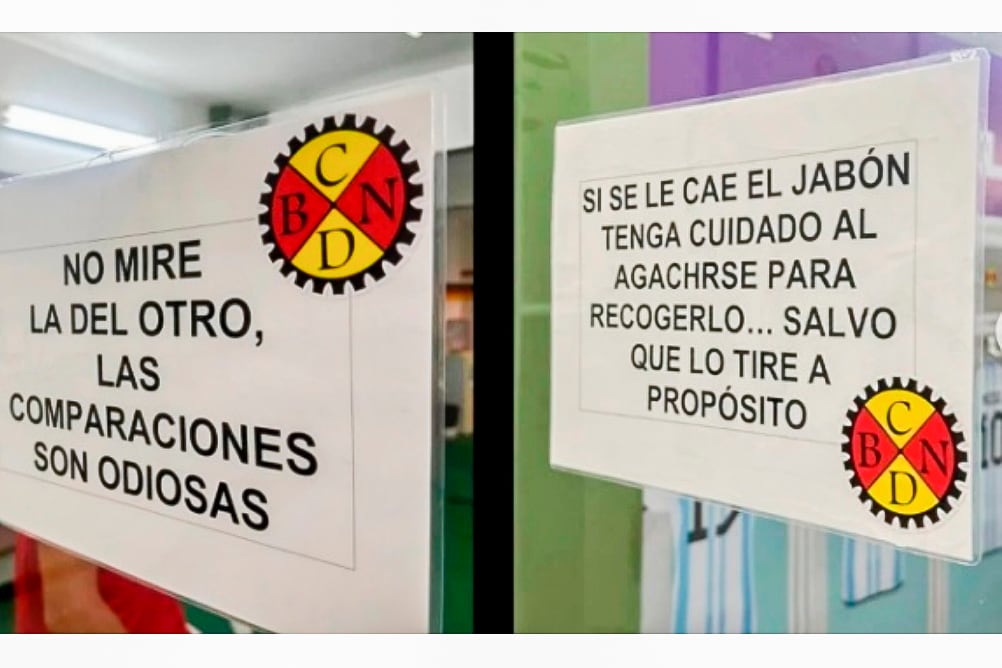 NO MIRE
LA DEL OTRO,
LAS
COMPARACIONES
SON ODIOSAS
C
B N
D
SI SE LE CAE EL JABÓN
TENGA CUIDADO AL
AGACHRSE PARA
RECOGERLO... SALVO
QUE LO TIRE A
PROPÓSITO
C
B N
D
10